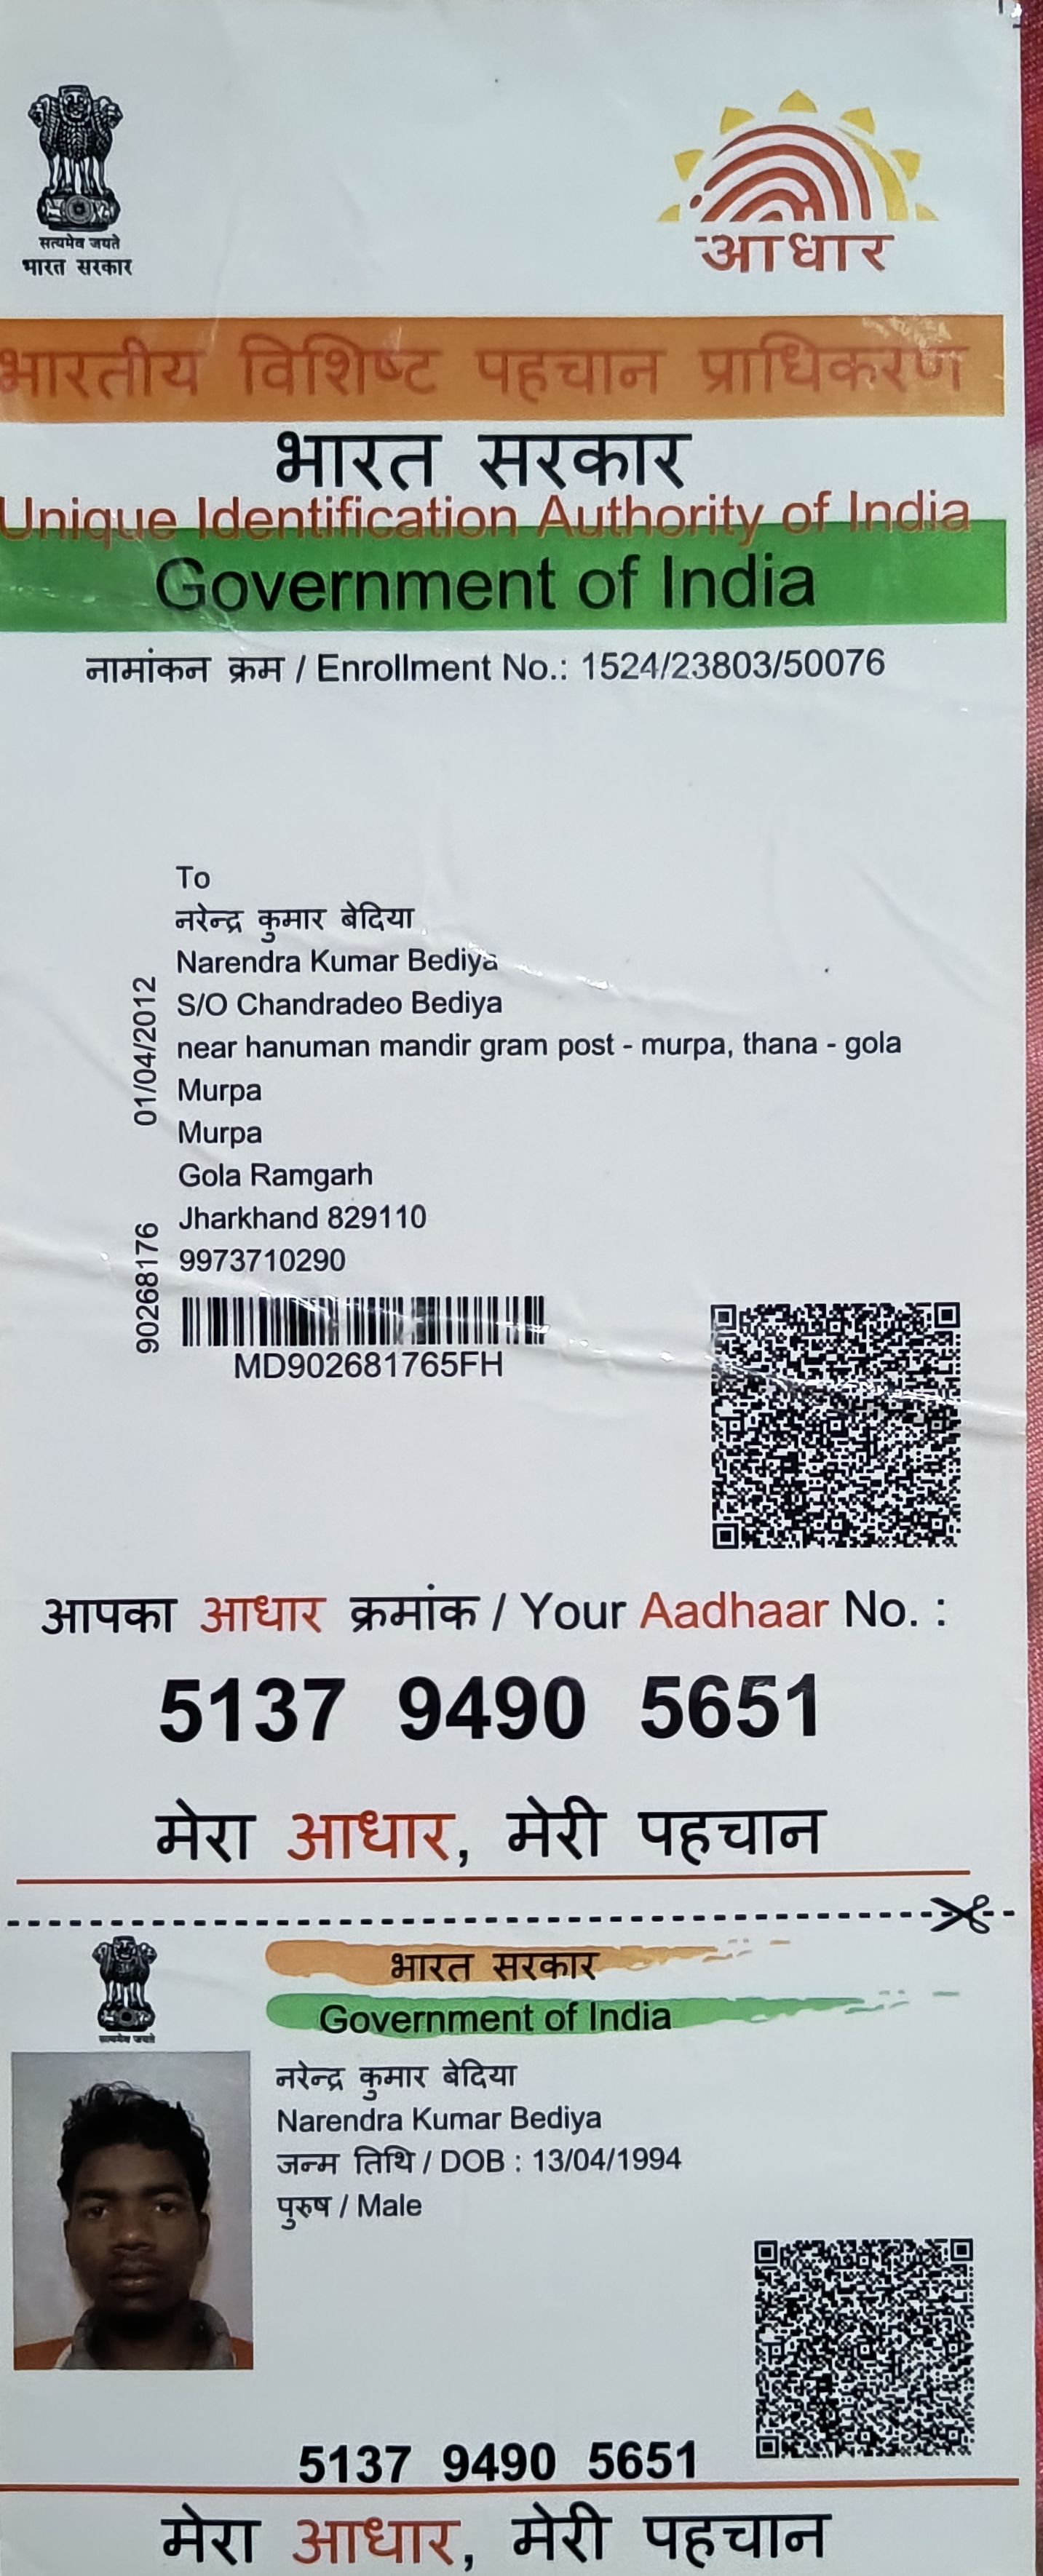 सत्यमेव जयते
भारत सरकार
आधार
भारतीय विशिष्ट पहचान प्राधिकरण
भारत सरकार
Unique Identification Authority of India
Government of India
नामांकन क्रम / Enrollment No.: 1524/23803/50076
To
नरेन्द्र कुमार बेदिया
Narendra Kumar Bediya
S/O Chandradeo Bediya
near hanuman mandir gram post - murpa, thana - gola
Murpa
Murpa
Gola Ramgarh
Jharkhand 829110
9973710290
01/04/2012
90268176
MD902681765FH
आपका आधार क्रमांक / Your Aadhaar No. :
5137 9490 5651
मेरा आधार, मेरी पहचान
सत्यमेव जयते
भारत सरकार
Government of India
नरेन्द्र कुमार बेदिया
Narendra Kumar Bediya
जन्म तिथि / DOB : 13/04/1994
पुरुष / Male
5137 9490 5651
मेरा आधार, मेरी पहचान